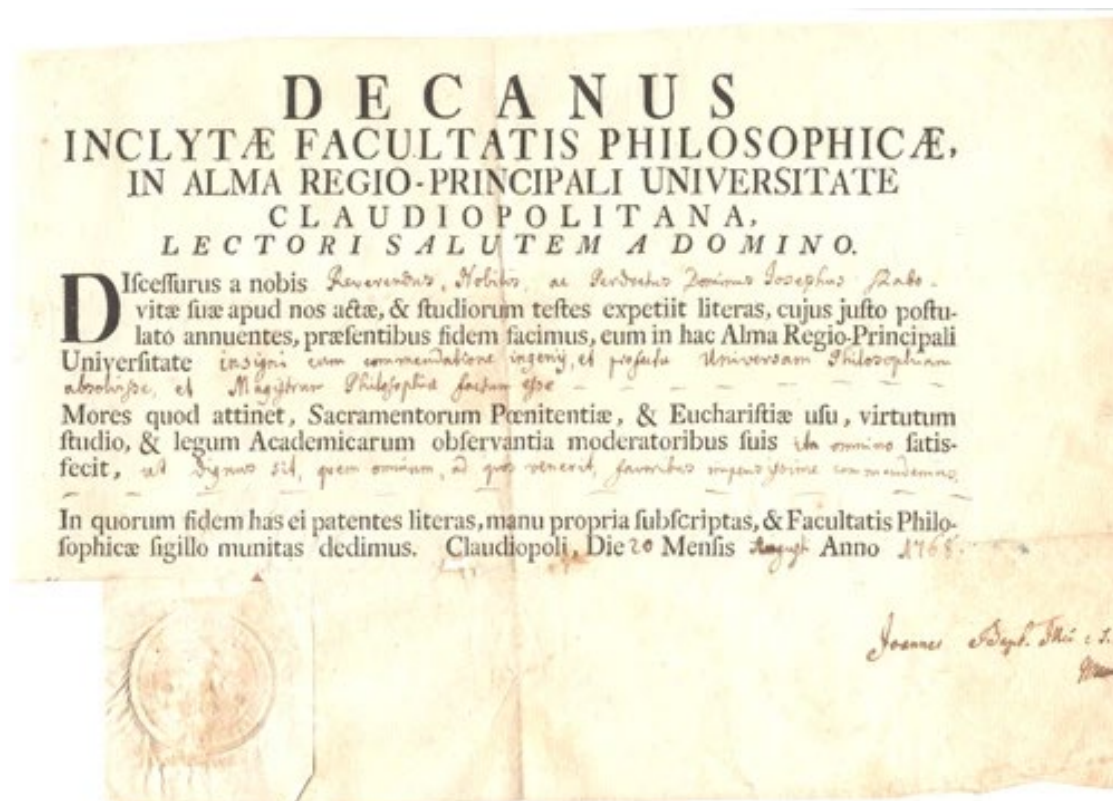 DECANUS
INCLYTÆ FACULTATIS PHILOSOPHICÆ,
IN ALMA REGIO-PRINCIPALI UNIVERSITATE
CLAUDIOPOLITANA,
LECTORI SALUTEM A DOMINO.
DIſceſſurus a nobis Reverendus, Nobilis, ac Perdoctus Dominus Josephus Szabo
vitæ ſuæ apud nos actæ, & ſtudiorum teſtes expetiit literas, cujus juſto poſtu-
lato annuentes, præſentibus fidem facimus, eum in hac Alma Regio-Principali
Univerſitate insigni cum commendatione ingenij, et profectu Universam Philosophiam
absolvisse, et Magistrum Philosophiæ factum esse
Mores quod attinet, Sacramentorum Pœnitentiæ, & Euchariſtiæ uſu, virtutum
ſtudio, & legum Academicarum obſervantia moderatoribus ſuis ita omnino ſatis-
fecit, ut dignus sit, quem omnium, ad quos venerit, favoribus impensissime commendemus.
In quorum fidem has ei patentes literas, manu propria ſubſcriptas, & Facultatis Philo-
ſophicæ ſigillo munitas dedimus. Claudiopoli, Die 20 Menſis August Anno 1768.
Joannes Bapt.